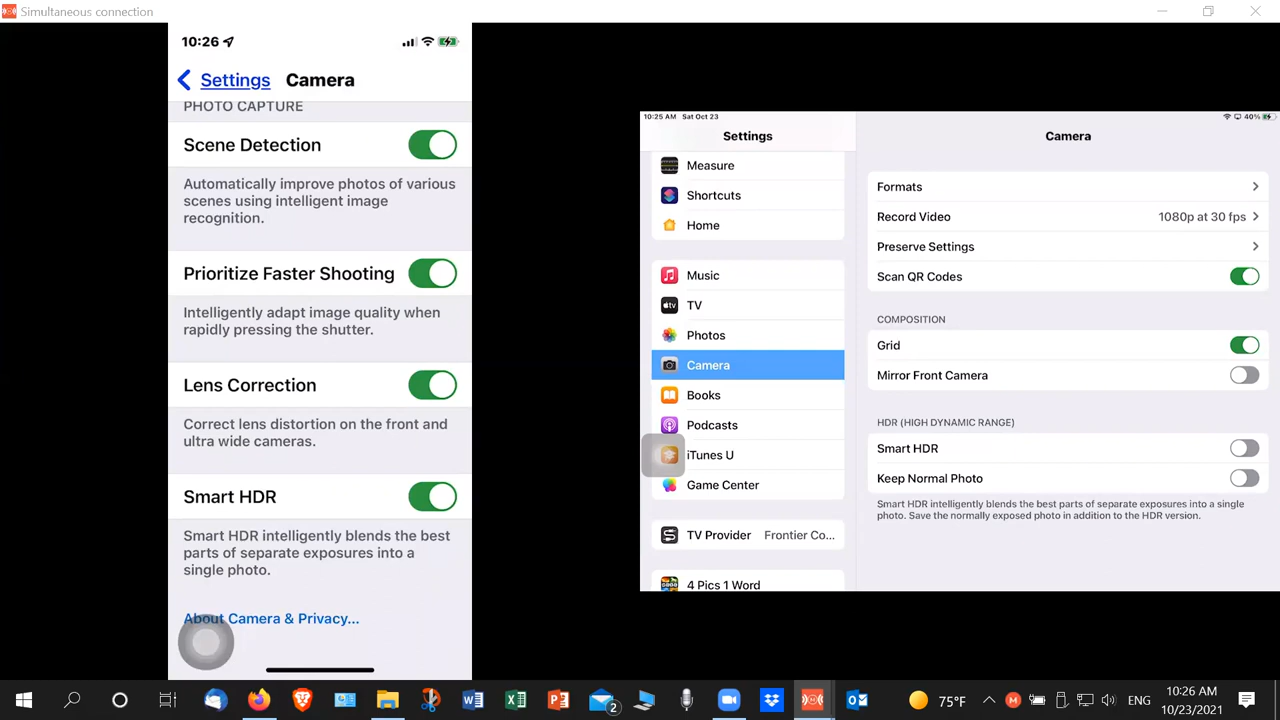 Simultaneous connection
10:26
Settings
Camera
PHOTO CAPTURE
Scene Detection
Automatically improve photos of various
scenes using intelligent image
recognition.
Prioritize Faster Shooting
Intelligently adapt image quality when
rapidly pressing the shutter.
Lens Correction
Correct lens distortion on the front and
ultra wide cameras.
Smart HDR
Smart HDR intelligently blends the best
parts of separate exposures into a
single photo.
About Camera & Privacy...
10:25 AM Sat Oct 23
40%
Settings
Measure
Shortcuts
Home
Music
TV
Photos
Camera
Books
Podcasts
iTunes U
Game Center
TV Provider Frontier Co...
4 Pics 1 Word
Camera
Formats
Record Video 1080p at 30 fps
Preserve Settings
Scan QR Codes
COMPOSITION
Grid
Mirror Front Camera
HDR (HIGH DYNAMIC RANGE)
Smart HDR
Keep Normal Photo
Smart HDR intelligently blends the best parts of separate exposures into a single
photo. Save the normally exposed photo in addition to the HDR version.
2
75°F
ENG
10:26 AM
10/23/2021